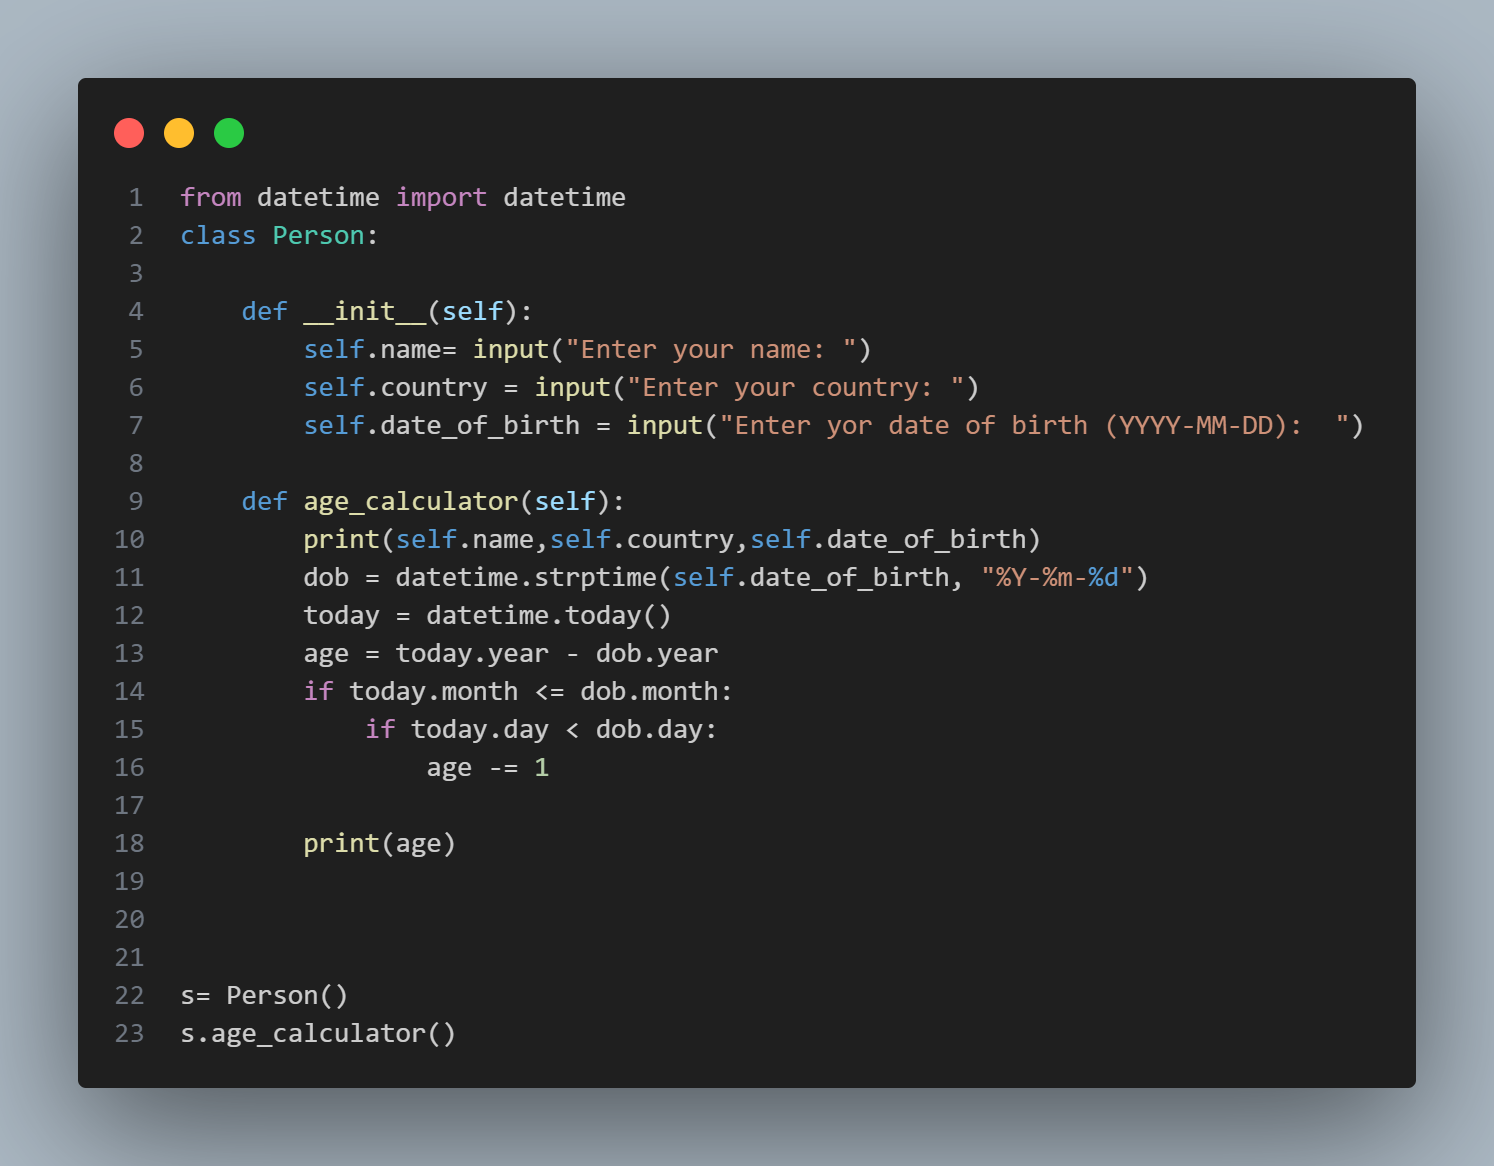 1 from datetime import datetime
2 class Person:
3
4     def __init__(self):
5         self.name= input("Enter your name: ")
6         self.country = input("Enter your country: ")
7         self.date_of_birth = input("Enter yor date of birth (YYYY-MM-DD):  ")
8
9     def age_calculator(self):
10         print(self.name,self.country,self.date_of_birth)
11         dob = datetime.strptime(self.date_of_birth, "%Y-%m-%d")
12         today = datetime.today()
13         age = today.year - dob.year
14         if today.month <= dob.month:
15             if today.day < dob.day:
16                 age -= 1
17
18         print(age)
19
20
21
22 s= Person()
23 s.age_calculator()